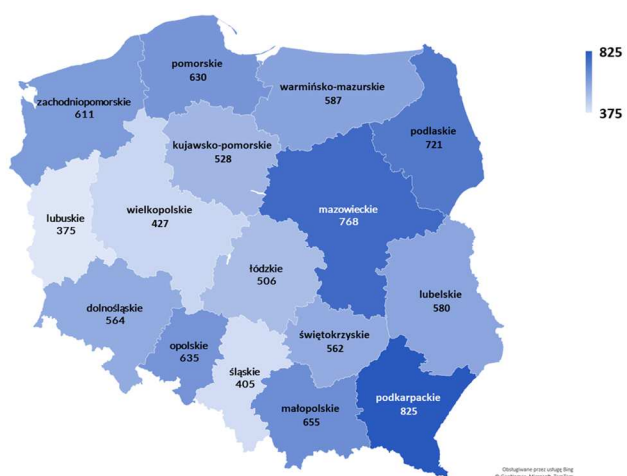 pomorskie
630
warmińsko-mazurskie
587
zachodniopomorskie
611
podlaskie
721
kujawsko-pomorskie
528
mazowieckie
768
wielkopolskie
427
lubuskie
375
łódzkie
506
lubelskie
580
dolnośląskie
564
świętokrzyskie
562
opolskie
635
śląskie
405
podkarpackie
825
małopolskie
655
825
375
Obsługiwane przez usługę Bing